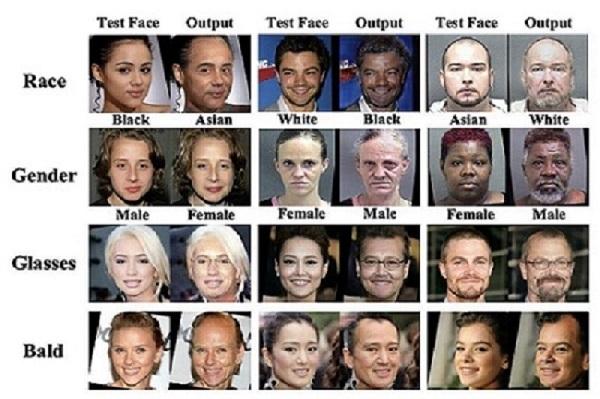 Test Face Output Test Face Output Test Face Output
Race
Black Asian White Black Asian White
Gender
Male Female Female Male Female Male
Glasses
Bald